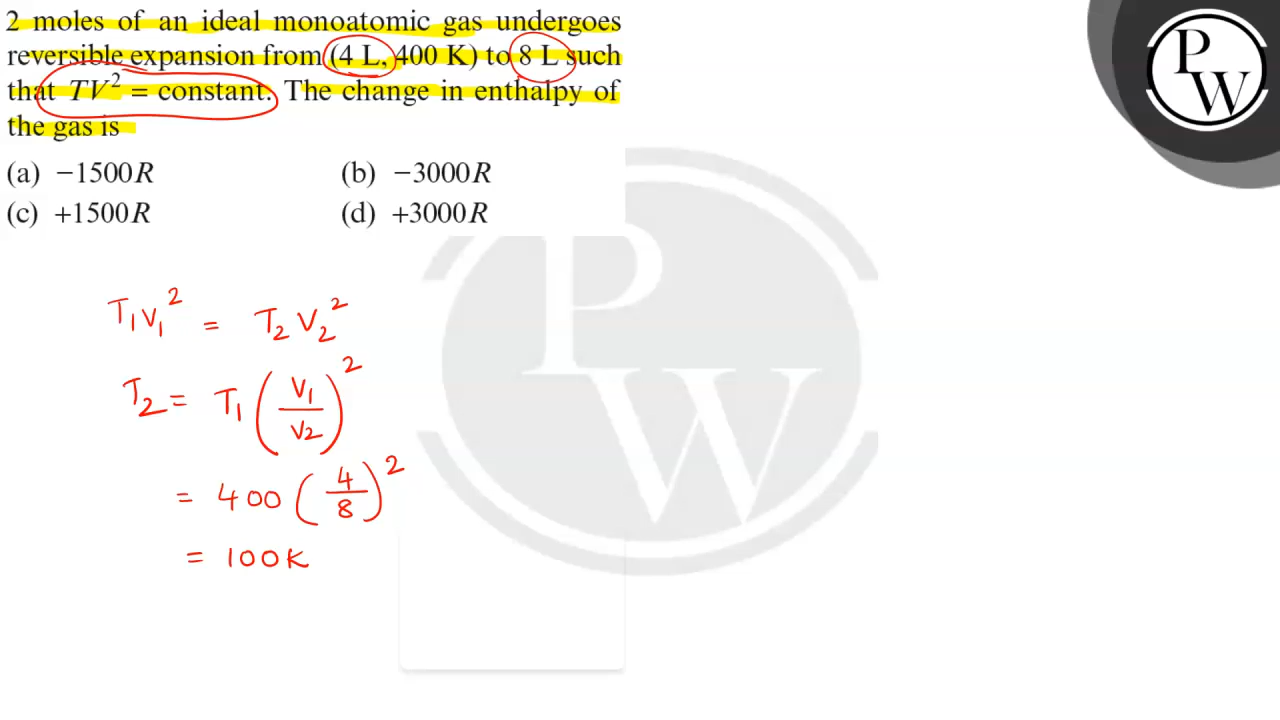 2 moles of an ideal monoatomic gas undergoes
reversible expansion from (4 L, 400 K) to 8 L such
that TV² = constant. The change in enthalpy of
the gas is
(a) −1500R (b) −3000R
(c) +1500R (d) +3000R
T₁V₁² = T₂V₂²
T₂ = T₁ (V₁/V₂)²
= 400 (4/8)²
= 100K
P
W
P
W